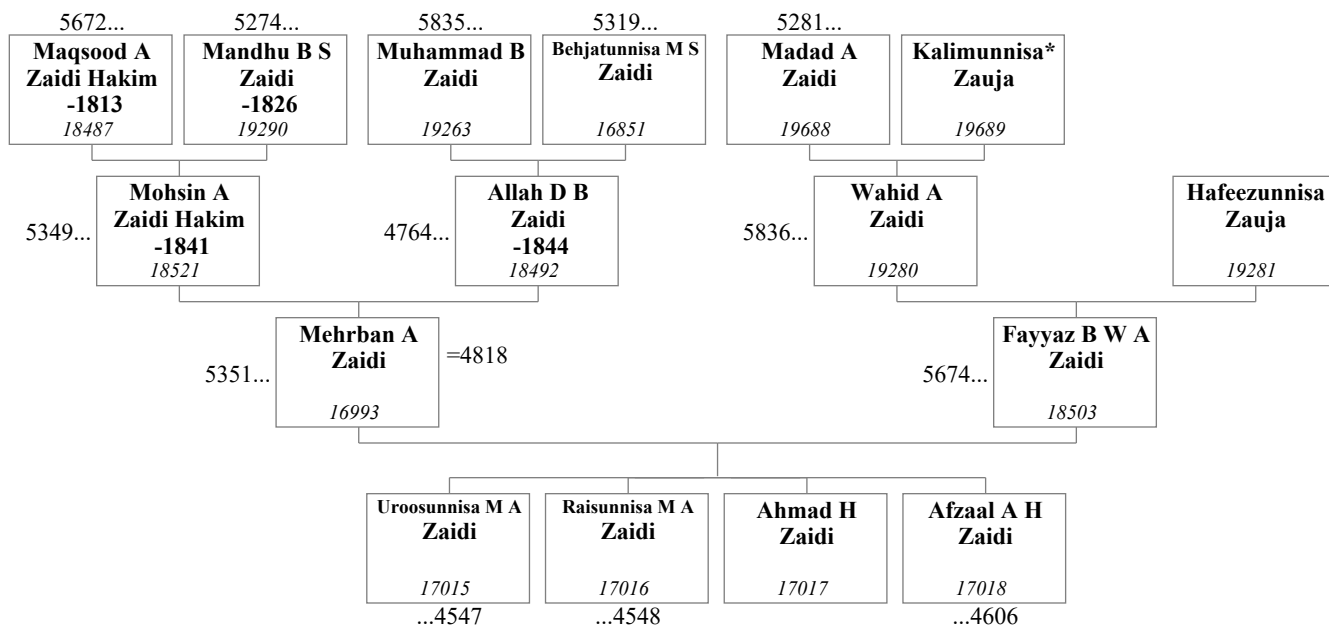 5672...
5274...
5835...
5319...
5281...
Maqsood A
Zaidi Hakim
-1813
18487
Mandhu B S
Zaidi
-1826
19290
Muhammad B
Zaidi
19263
Behjatunnisa M S
Zaidi
16851
Madad A
Zaidi
19688
Kalimunnisa*
Zauja
19689
5349...
Mohsin A
Zaidi Hakim
-1841
18521
4764...
Allah D B
Zaidi
-1844
18492
5836...
Wahid A
Zaidi
19280
Hafeezunnisa
Zauja
19281
5351...
Mehrban A
Zaidi
16993
=4818
5674...
Fayyaz B W A
Zaidi
18503
Uroosunnisa M A
Zaidi
17015
...4547
Raisunnisa M A
Zaidi
17016
...4548
Ahmad H
Zaidi
17017
Afzaal A H
Zaidi
17018
...4606